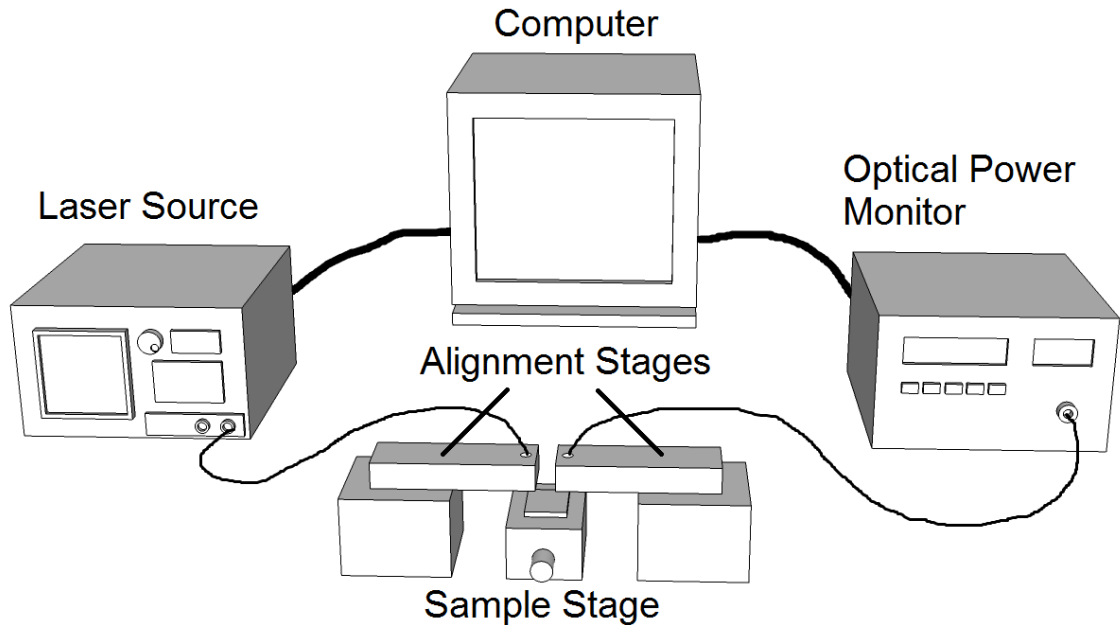 Computer
Laser Source
Optical Power
Monitor
Alignment Stages
Sample Stage